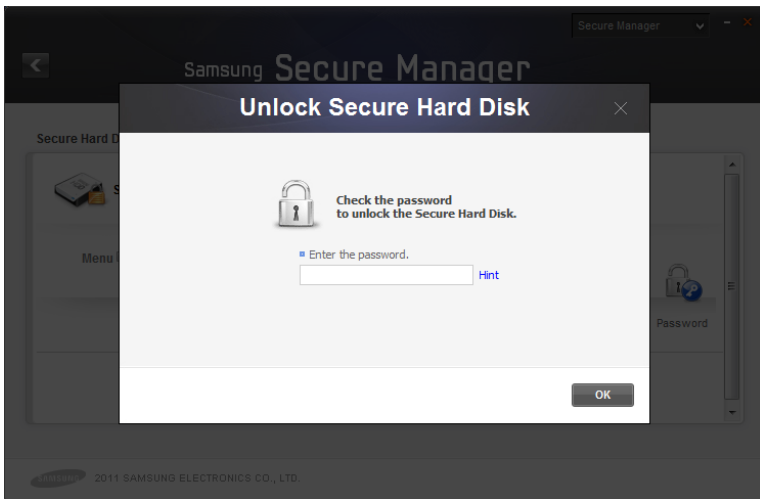 Secure Manager
Samsung Secure Manager
Unlock Secure Hard Disk
Secure Hard D
S
Check the password
to unlock the Secure Hard Disk.
Menu
Enter the password.
Hint
Password
OK
SAMSUNG 2011 SAMSUNG ELECTRONICS CO., LTD.